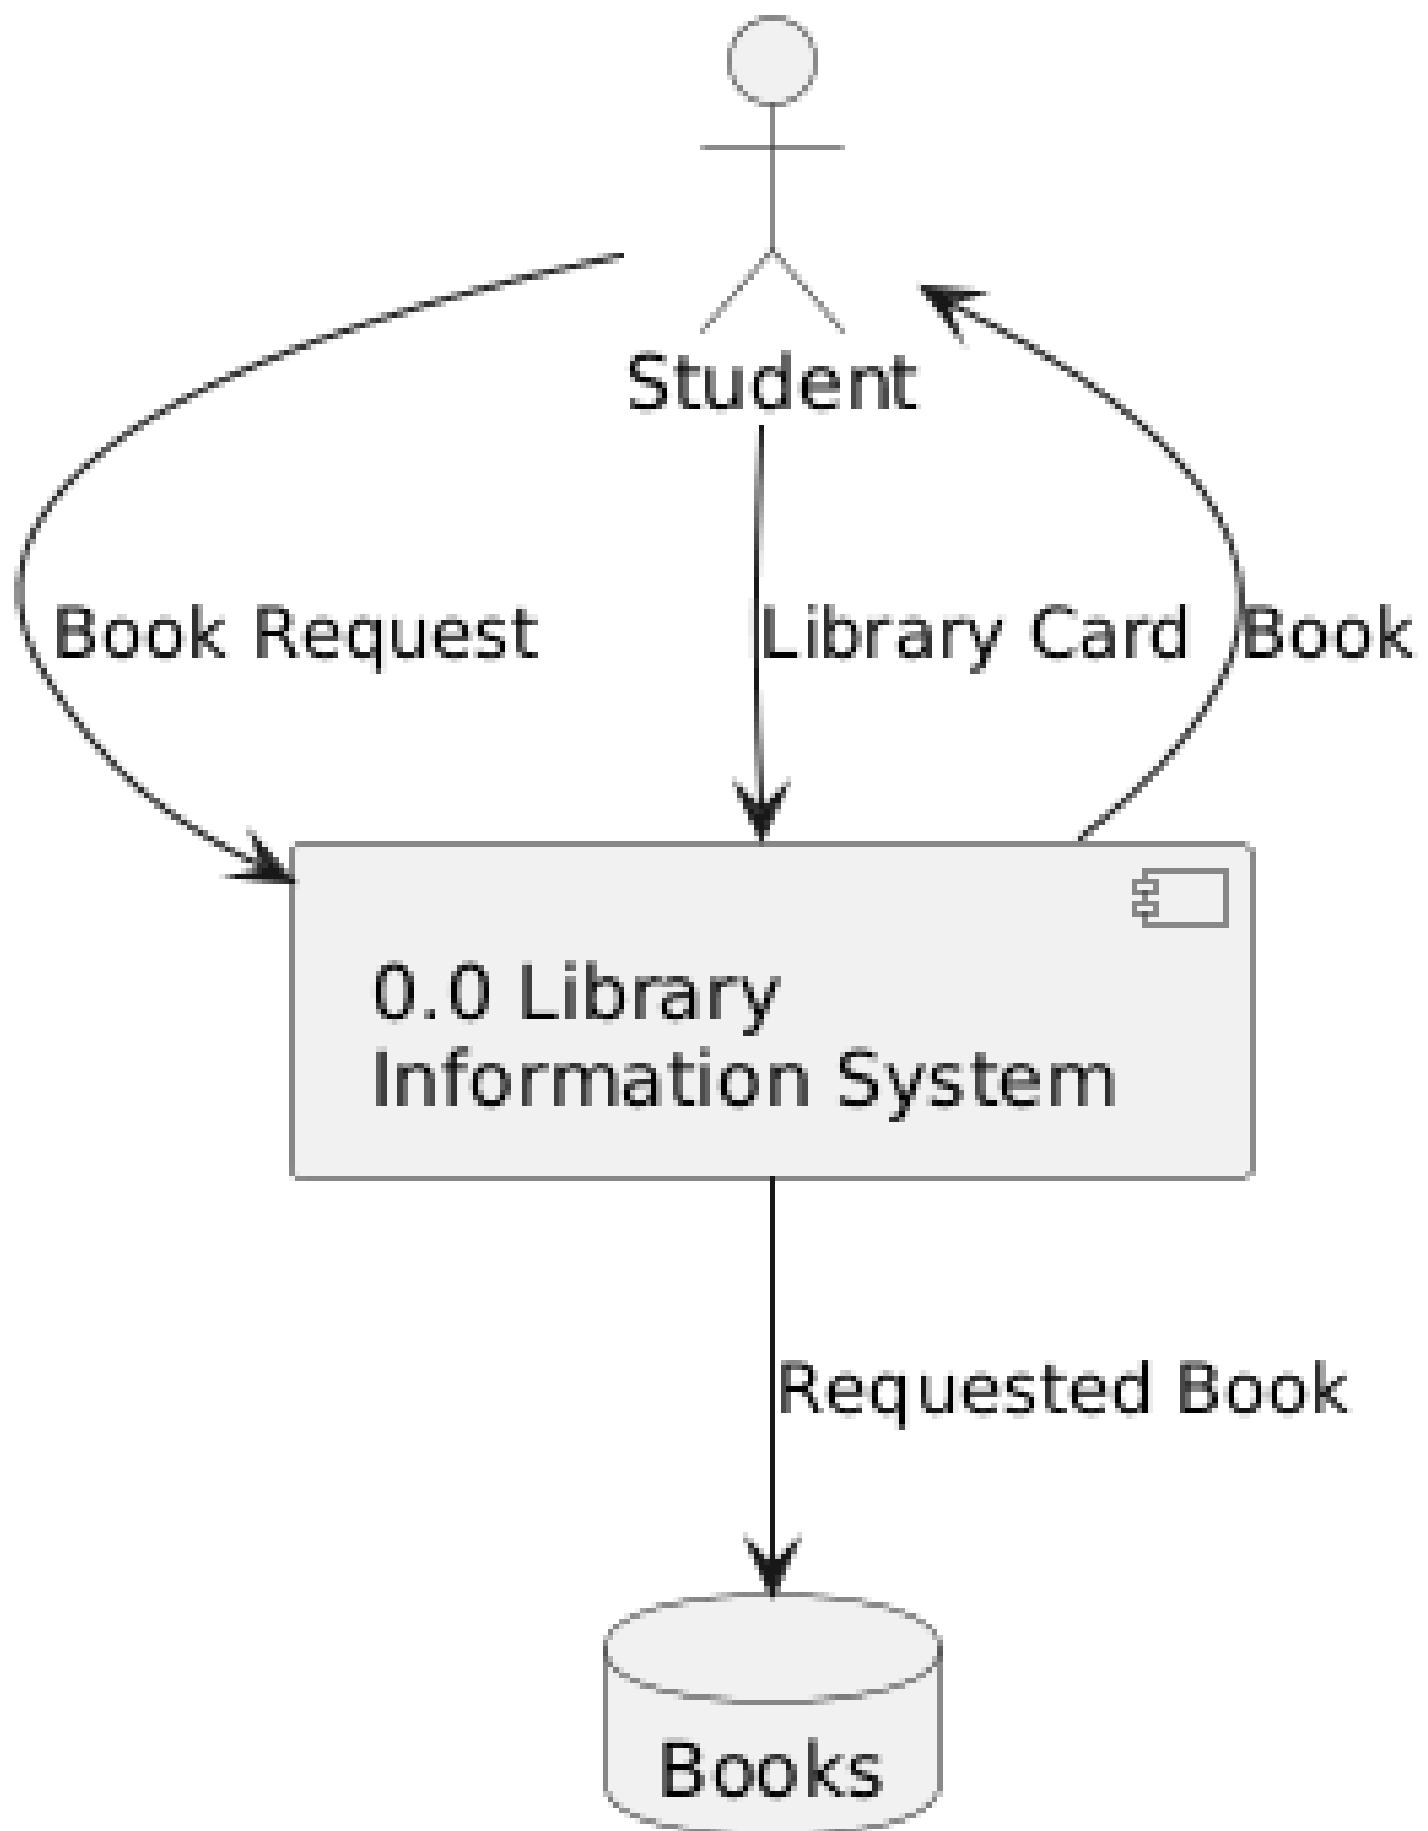 Student
Book Request
Library Card
Book
0.0 Library
Information System
Requested Book
Books